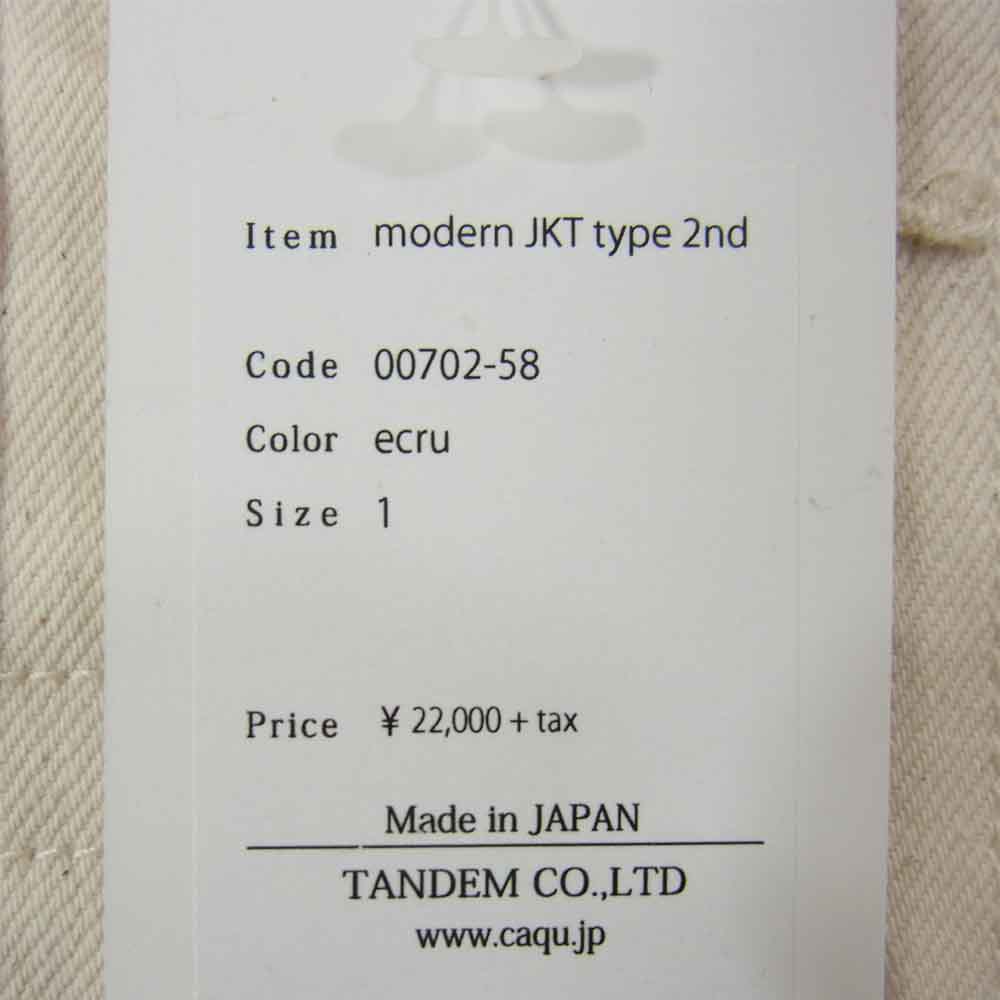 Item modern JKT type 2nd
Code 00702-58
Color ecru
Size 1
Price ¥ 22,000 + tax
Made in JAPAN
TANDEM CO.,LTD
www.caqu.jp